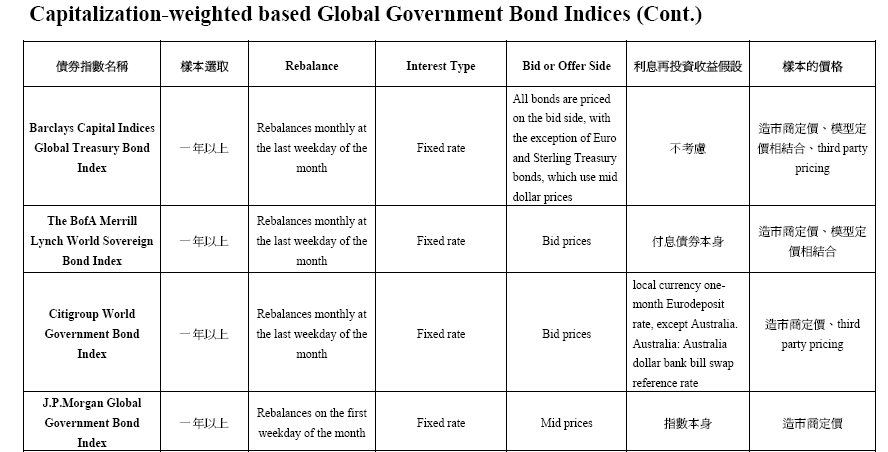 Capitalization-weighted based Global Government Bond Indices (Cont.)
債券指數名稱
樣本選取
Rebalance
Interest Type
Bid or Offer Side
利息再投資收益假設
樣本的價格
Barclays Capital Indices
Global Treasury Bond
Index
一年以上
Rebalances monthly at
the last weekday of the
month
Fixed rate
All bonds are priced
on the bid side, with
the exception of Euro
and Sterling Treasury
bonds, which use mid
dollar prices
不考慮
造市商定價、模型定
價相結合、third party
pricing
The BofA Merrill
Lynch World Sovereign
Bond Index
一年以上
Rebalances monthly at
the last weekday of the
month
Fixed rate
Bid prices
付息債券本身
造市商定價、模型定
價相結合
Citigroup World
Government Bond
Index
一年以上
Rebalances monthly at
the last weekday of the
month
Fixed rate
Bid prices
local currency one-
month Eurodeposit
rate, except Australia.
Australia: Australia
dollar bank bill swap
reference rate
造市商定價、third
party pricing
J.P.Morgan Global
Government Bond
Index
一年以上
Rebalances on the first
weekday of the month
Fixed rate
Mid prices
指數本身
造市商定價